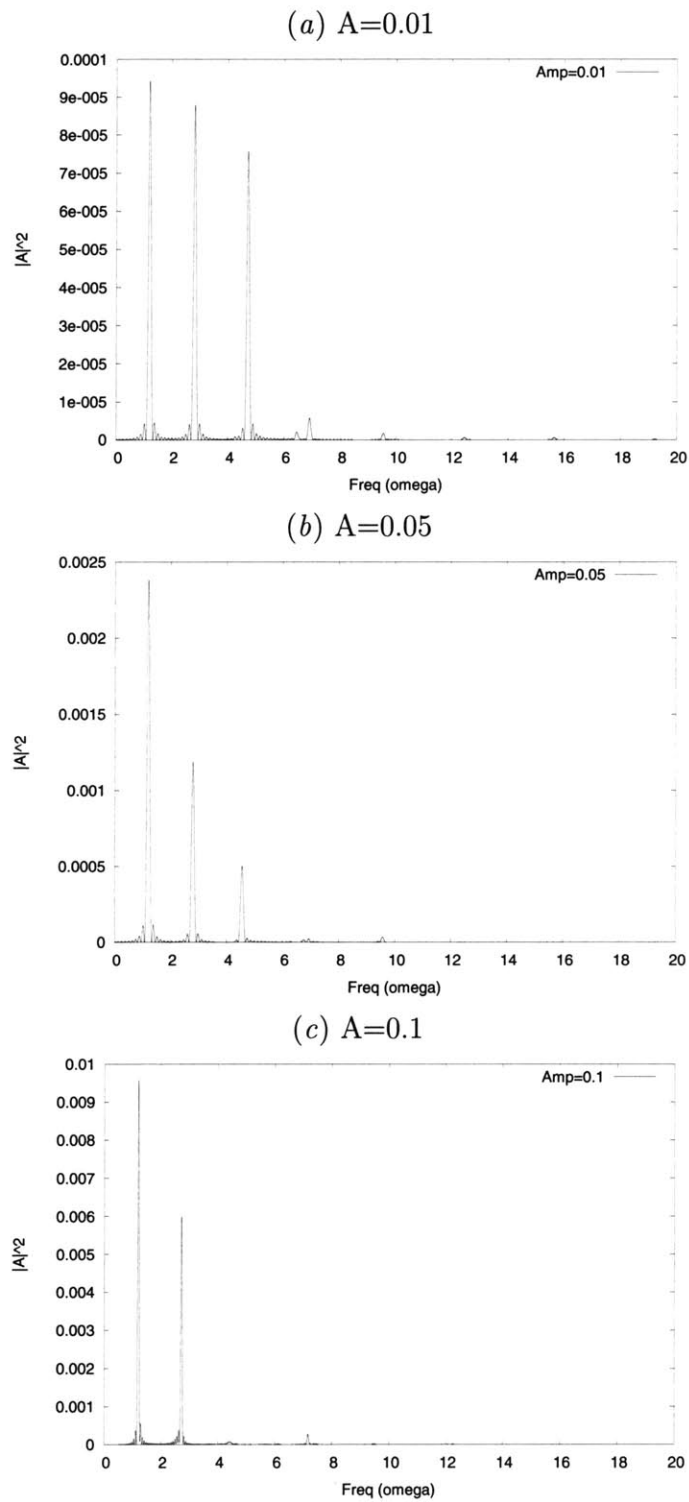 (a) A=0.01
0.0001
9e-005
8e-005
7e-005
6e-005
5e-005
4e-005
3e-005
2e-005
1e-005
0
|A|^2
Amp=0.01
0 2 4 6 8 10 12 14 16 18 20
Freq (omega)
(b) A=0.05
0.0025
0.002
0.0015
0.001
0.0005
0
|A|^2
Amp=0.05
0 2 4 6 8 10 12 14 16 18 20
Freq (omega)
(c) A=0.1
0.01
0.009
0.008
0.007
0.006
0.005
0.004
0.003
0.002
0.001
0
|A|^2
Amp=0.1
0 2 4 6 8 10 12 14 16 18 20
Freq (omega)